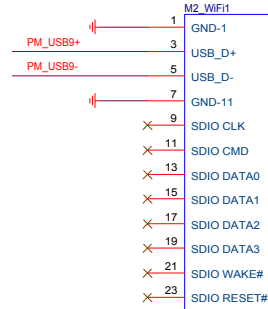 M2_WiFi1
1 GND-1
PM_USB9+ 3 USB_D+
PM_USB9- 5 USB_D-
7 GND-11
9 SDIO CLK
11 SDIO CMD
13 SDIO DATA0
15 SDIO DATA1
17 SDIO DATA2
19 SDIO DATA3
21 SDIO WAKE#
23 SDIO RESET#